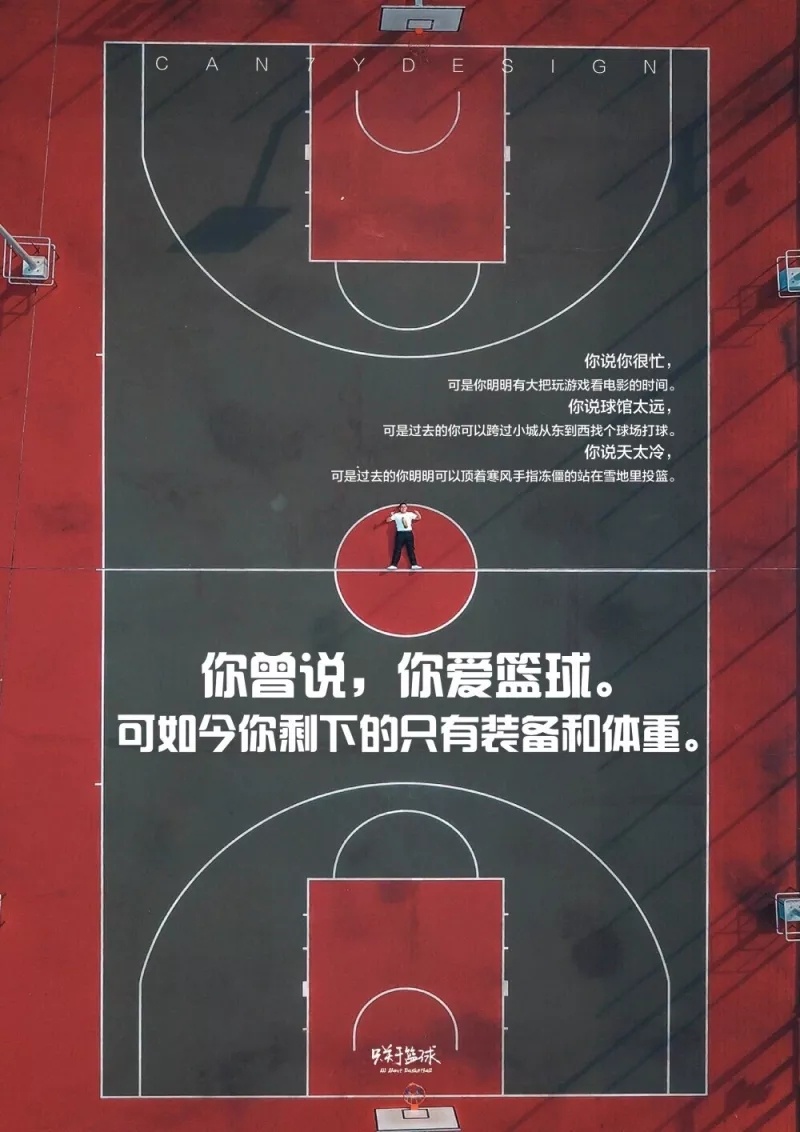 CAN7YDESIGN
你说你很忙，
可是你明明有大把玩游戏看电影的时间。
你说球馆太远，
可是过去的你可以跨过小城从东到西找个球场打球。
你说天太冷，
可是过去的你明明可以顶着寒风手指冻僵的站在雪地里投篮。
你曾说，你爱篮球。
可如今你剩下的只有装备和体重。
只关于篮球
All About Basketball